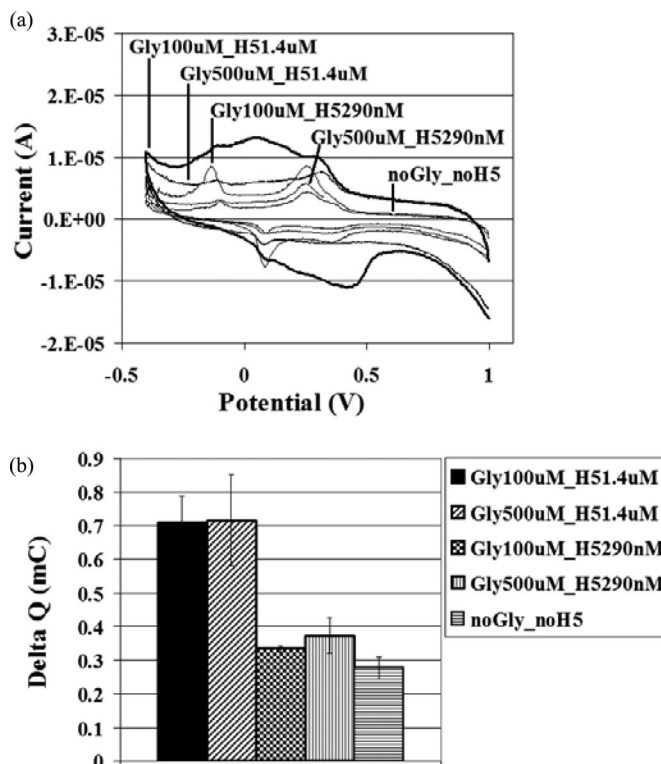 (a)
3.E-05
2.E-05
1.E-05
0.E+00
-1.E-05
-2.E-05
Current (A)
Gly100uM_H51.4uM
Gly500uM_H51.4uM
Gly100uM_H5290nM
Gly500uM_H5290nM
noGly_noH5
-0.5
0
0.5
1
Potential (V)
(b)
0.9
0.8
0.7
0.6
0.5
0.4
0.3
0.2
0.1
0
Delta Q (mC)
Gly100uM_H51.4uM
Gly500uM_H51.4uM
Gly100uM_H5290nM
Gly500uM_H5290nM
noGly_noH5